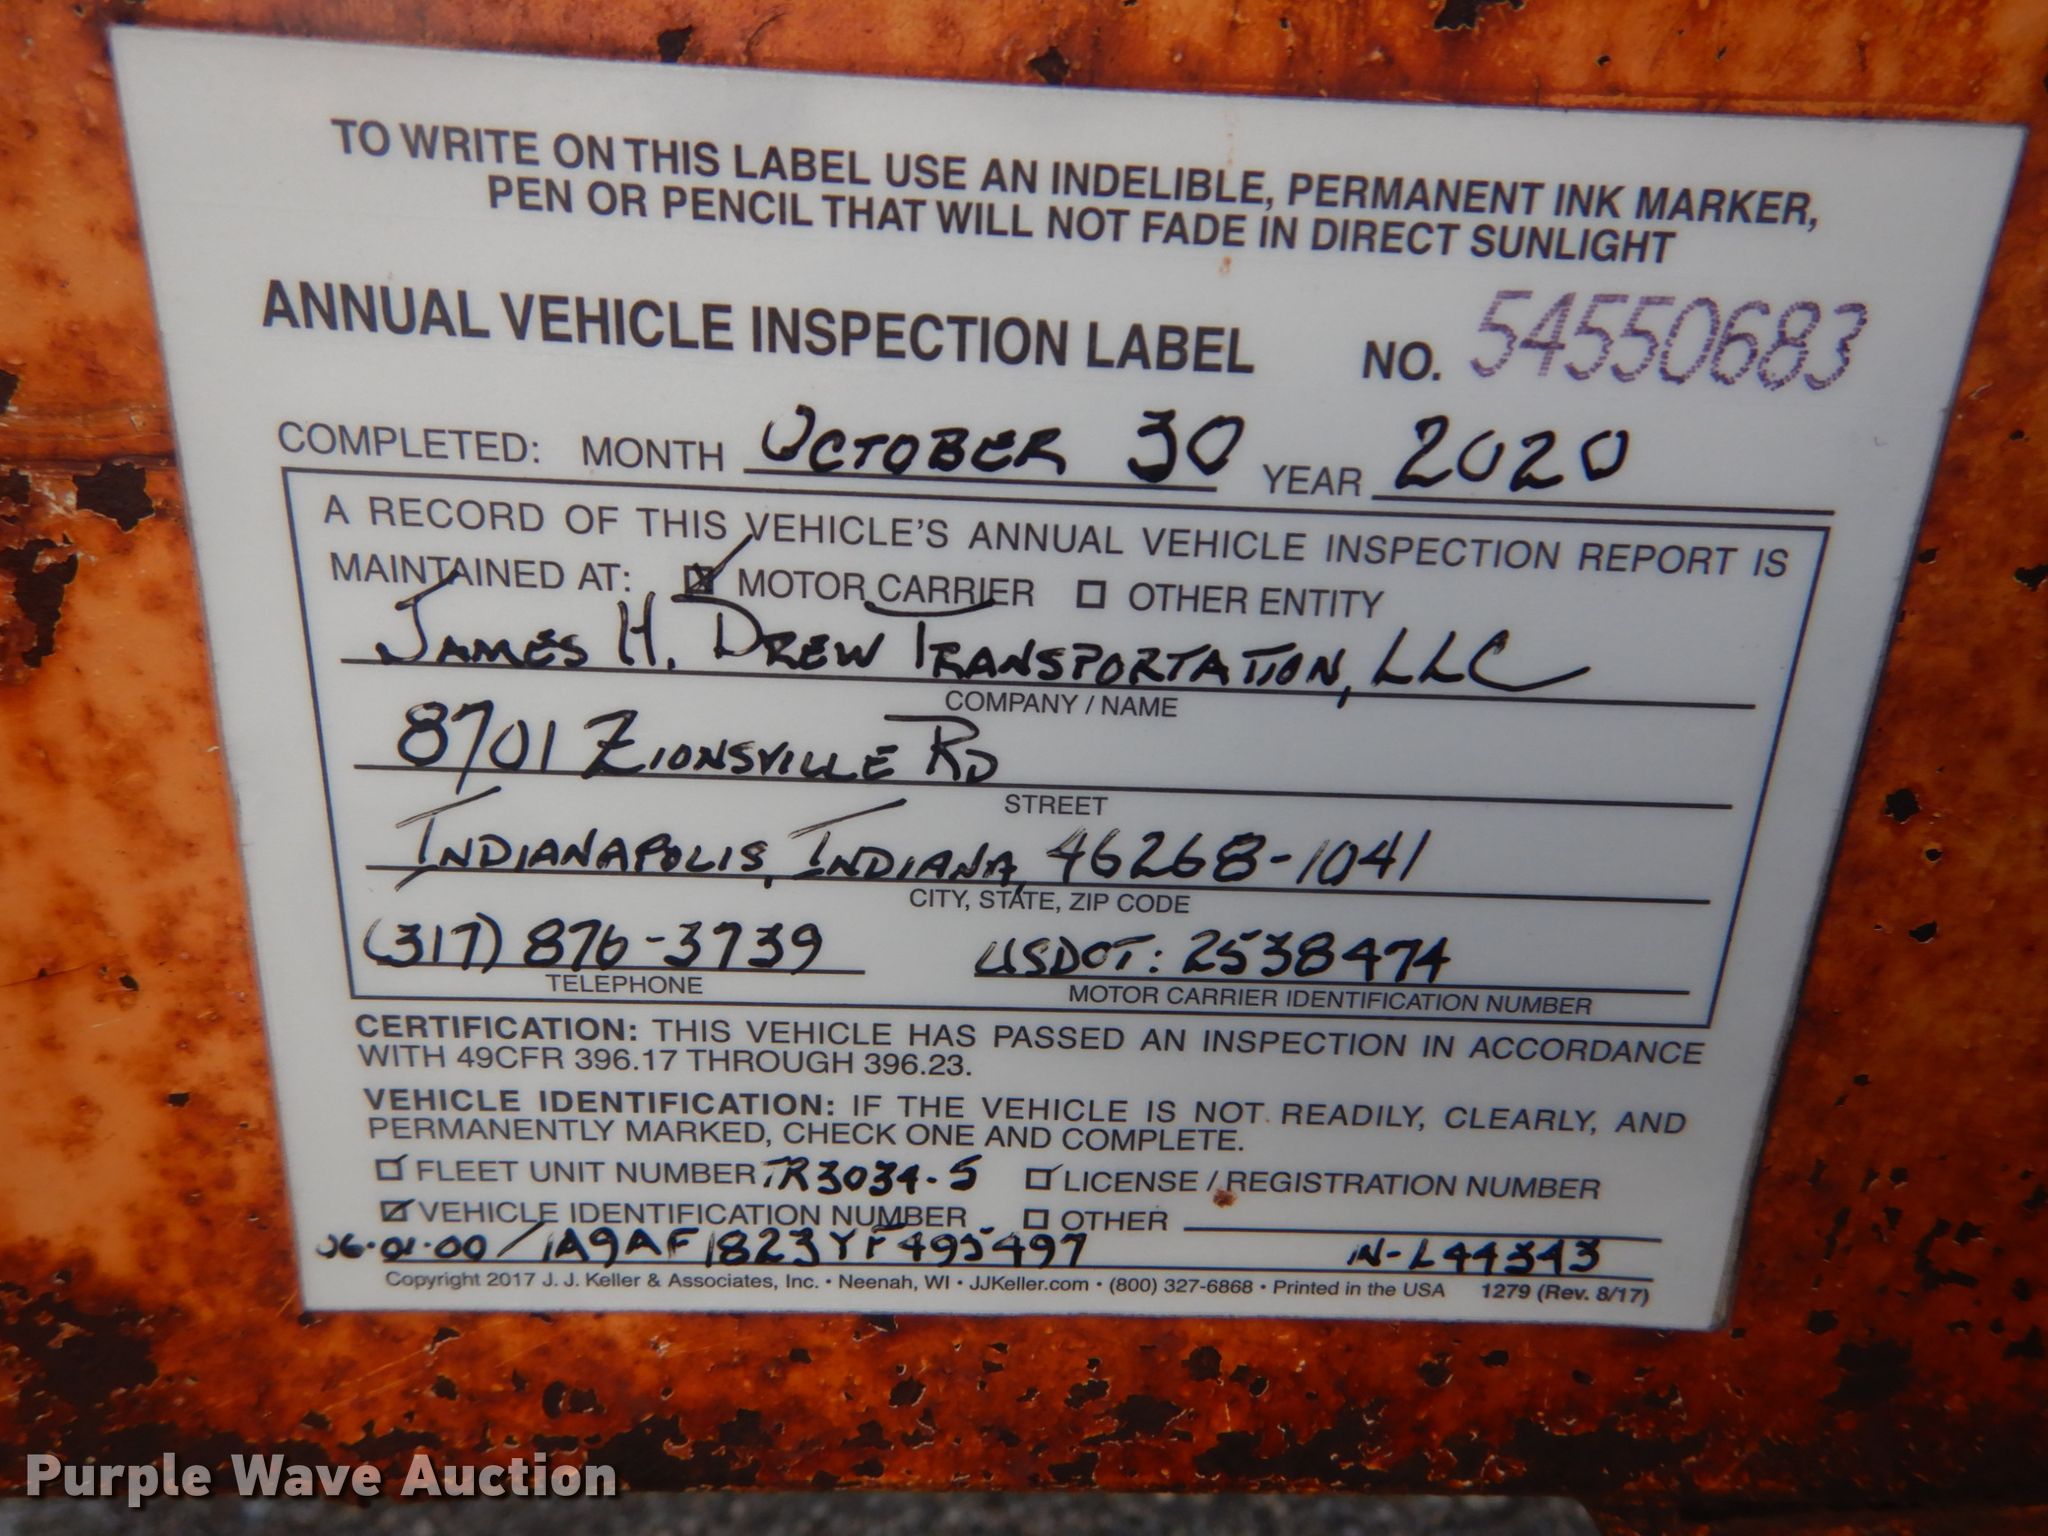 TO WRITE ON THIS LABEL USE AN INDELIBLE, PERMANENT INK MARKER,
PEN OR PENCIL THAT WILL NOT FADE IN DIRECT SUNLIGHT
ANNUAL VEHICLE INSPECTION LABEL NO. 54550683
COMPLETED: MONTH OCTOBER 30 YEAR 2020
A RECORD OF THIS VEHICLE'S ANNUAL VEHICLE INSPECTION REPORT IS
MAINTAINED AT: ☒ MOTOR CARRIER ☐ OTHER ENTITY
JAMES H. DREW TRANSPORTATION, LLC
COMPANY / NAME
8701 ZIONSVILLE RD
STREET
INDIANAPOLIS, INDIANA, 46268-1041
CITY, STATE, ZIP CODE
(317) 876-3739 USDOT: 2538474
TELEPHONE MOTOR CARRIER IDENTIFICATION NUMBER
CERTIFICATION: THIS VEHICLE HAS PASSED AN INSPECTION IN ACCORDANCE
WITH 49CFR 396.17 THROUGH 396.23.
VEHICLE IDENTIFICATION: IF THE VEHICLE IS NOT READILY, CLEARLY, AND
PERMANENTLY MARKED, CHECK ONE AND COMPLETE.
☑ FLEET UNIT NUMBER TR3034-5 ☑ LICENSE / REGISTRATION NUMBER
☑ VEHICLE IDENTIFICATION NUMBER ☐ OTHER
06-01-00 / 1A9AF1823YF495497 IN-L44343
Copyright 2017 J. J. Keller & Associates, Inc. • Neenah, WI • JJKeller.com • (800) 327-6868 • Printed in the USA 1279 (Rev. 8/17)
Purple Wave Auction